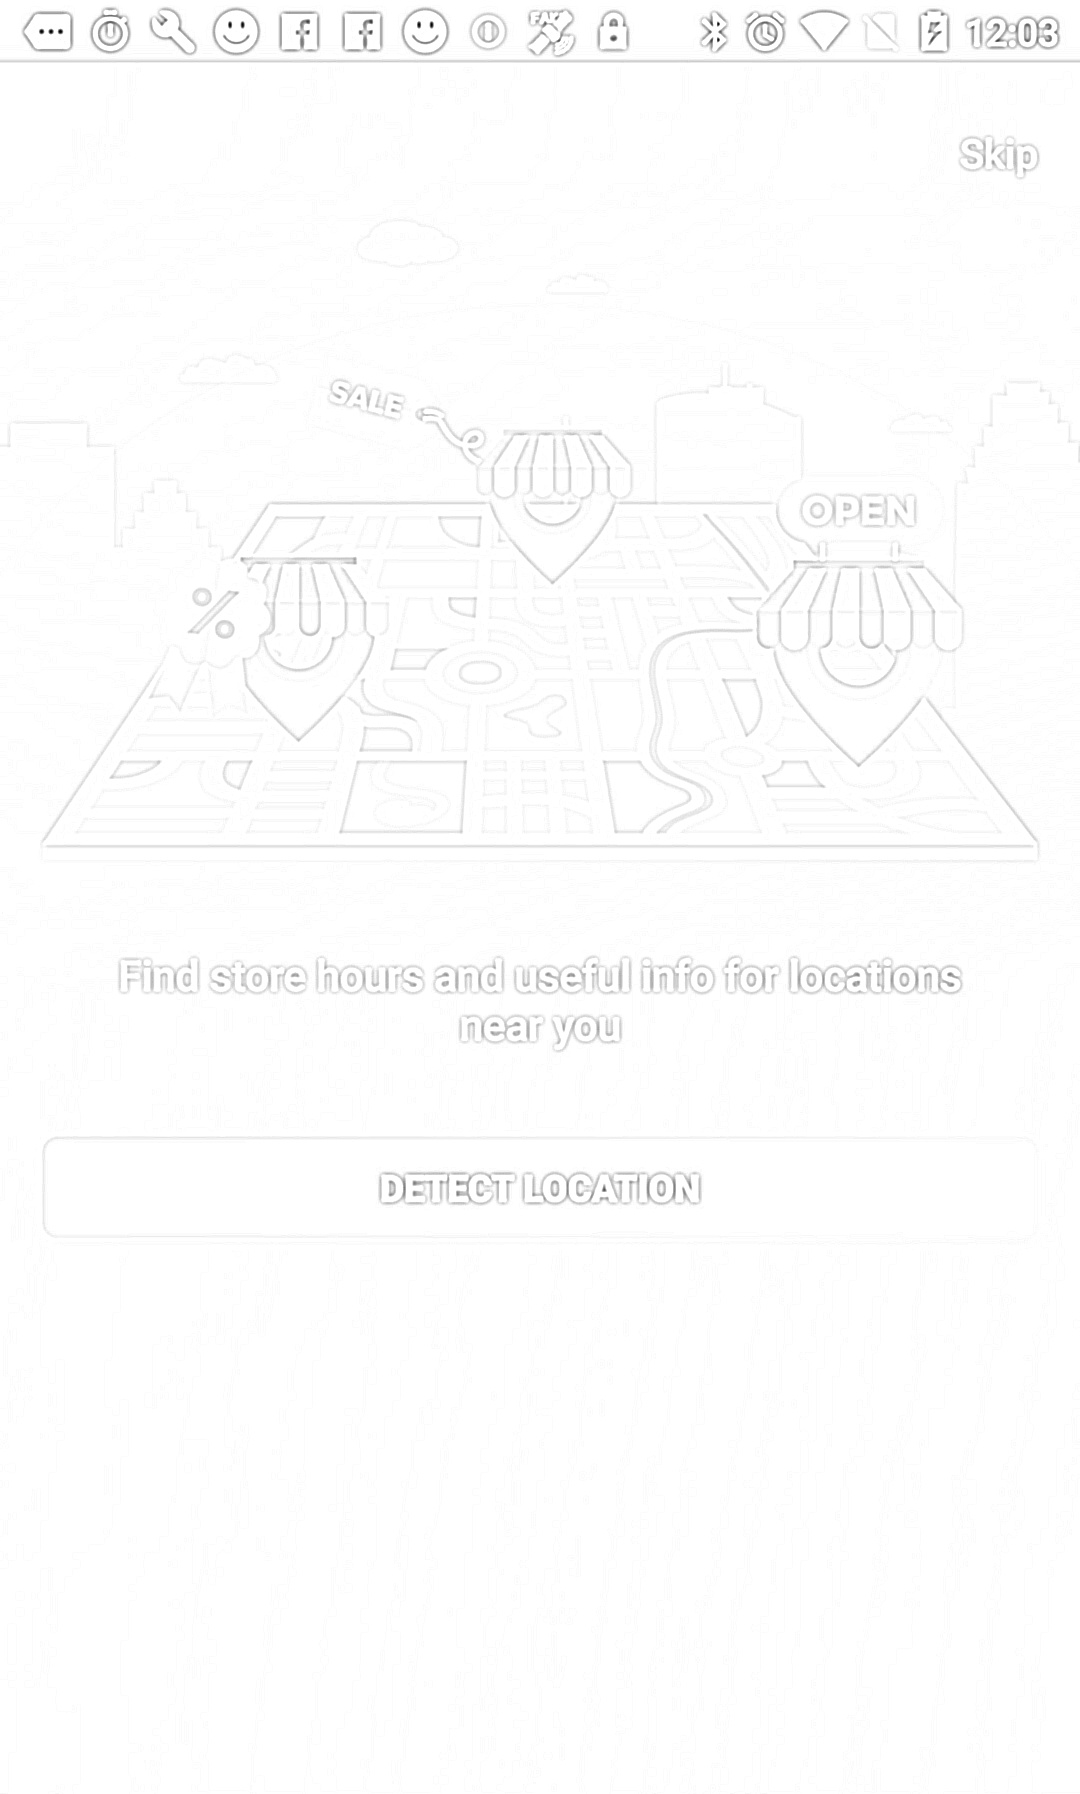 12:03
Skip
SALE
OPEN
%
Find store hours and useful info for locations
near you
DETECT LOCATION